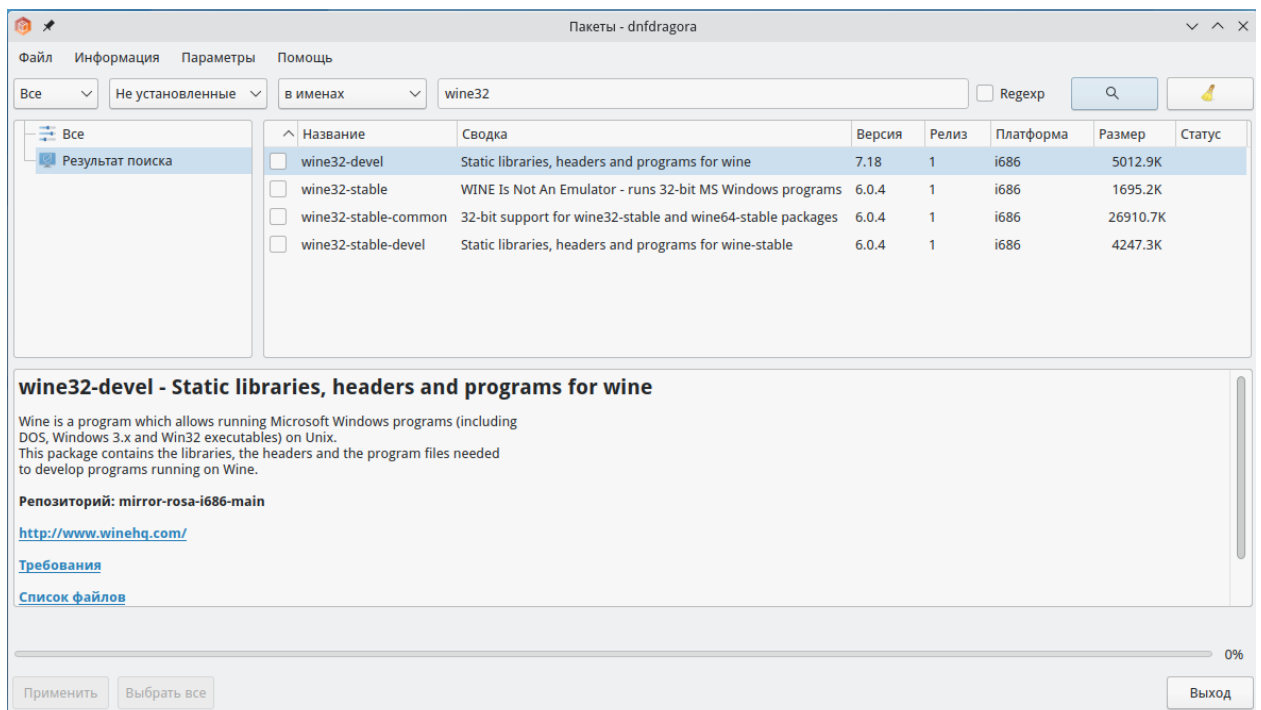 Пакеты - dnfdragora
Файл Информация Параметры Помощь
Все Не установленные в именах wine32 Regexp
Все
Результат поиска
Название Сводка Версия Релиз Платформа Размер Статус
wine32-devel Static libraries, headers and programs for wine 7.18 1 i686 5012.9K
wine32-stable WINE Is Not An Emulator - runs 32-bit MS Windows programs 6.0.4 1 i686 1695.2K
wine32-stable-common 32-bit support for wine32-stable and wine64-stable packages 6.0.4 1 i686 26910.7K
wine32-stable-devel Static libraries, headers and programs for wine-stable 6.0.4 1 i686 4247.3K
wine32-devel - Static libraries, headers and programs for wine
Wine is a program which allows running Microsoft Windows programs (including
DOS, Windows 3.x and Win32 executables) on Unix.
This package contains the libraries, the headers and the program files needed
to develop programs running on Wine.
Репозиторий: mirror-rosa-i686-main
http://www.winehq.com/
Требования
Список файлов
0%
Применить Выбрать все Выход